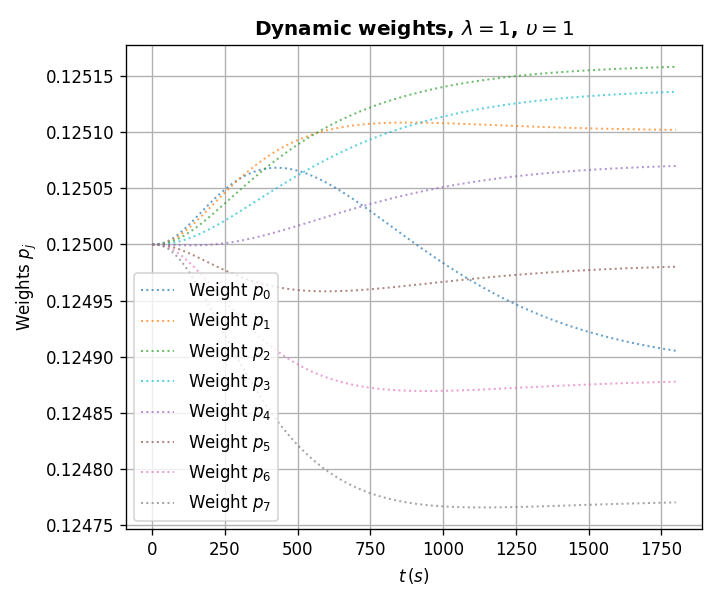 Dynamic weights, λ = 1, υ = 1
0.12515
0.12510
0.12505
0.12500
0.12495
0.12490
0.12485
0.12480
0.12475
Weights p_j
Weight p_0
Weight p_1
Weight p_2
Weight p_3
Weight p_4
Weight p_5
Weight p_6
Weight p_7
0 250 500 750 1000 1250 1500 1750
t (s)